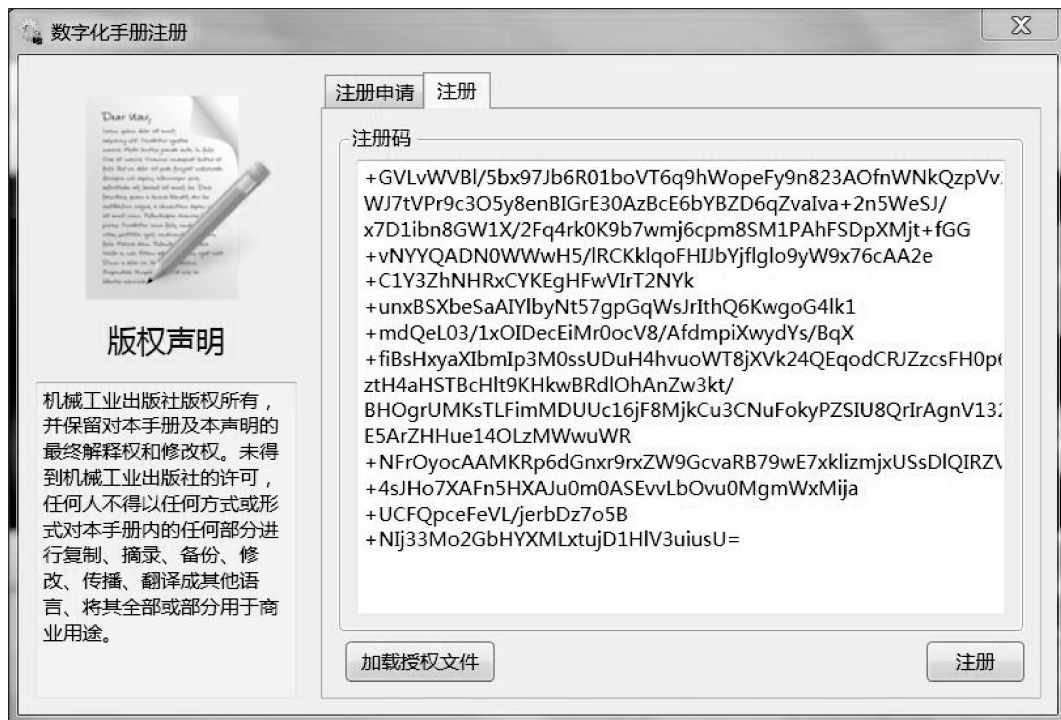 数字化手册注册
注册申请
注册
Dear
版权声明
机械工业出版社版权所有，
并保留对本手册及本声明的
最终解释权和修改权。未得
到机械工业出版社的许可，
任何人不得以任何方式或形
式对本手册内的任何部分进
行复制、摘录、备份、修
改、传播、翻译成其他语
言、将其全部或部分用于商
业用途。
注册码
+GVLvWVBl/5bx97Jb6R01boVT6q9hWopeFy9n823AOfnWNkQzpVv
WJ7tVPr9c3O5y8enBIGrE30AzBcE6bYBZD6qZvaIva+2n5WeSJ/
x7D1ibn8GW1X/2Fq4rk0K9b7wmj6cpm8SM1PAhFSDpXMjt+fGG
+vNYYQADN0WWwH5/lRCKklqoFHIJbYjflglo9yW9x76cAA2e
+C1Y3ZhNHRxCYKEgHFwVIrT2NYk
+unxBSXbeSaAIYlbyNt57gpGqWsJrIthQ6KwgoG4lk1
+mdQeL03/1xOIDecEiMr0ocV8/AfdmpiXwydYs/BqX
+fiBsHxyaXIbmIp3M0ssUDuH4hvuoWT8jXVk24QEqodCRJZzcsFH0p6
ztH4aHSTBcHlt9KHkwBRdlOhAnZw3kt/
BHOgrUMKsTLFimMDUUc16jF8MjkCu3CNuFokyPZSIU8QrIrAgnV132
E5ArZHHue14OLzMWwuWR
+NFrOyocAAMKRp6dGnxr9rxZW9GcvaRB79wE7xklizmjxUSsDlQIRZV
+4sJHo7XAFn5HXAJu0m0ASEvvLbOvu0MgmWxMija
+UCFQpceFeVL/jerbDz7o5B
+NIj33Mo2GbHYXMLxtujD1HlV3uiusU=
加载授权文件
注册